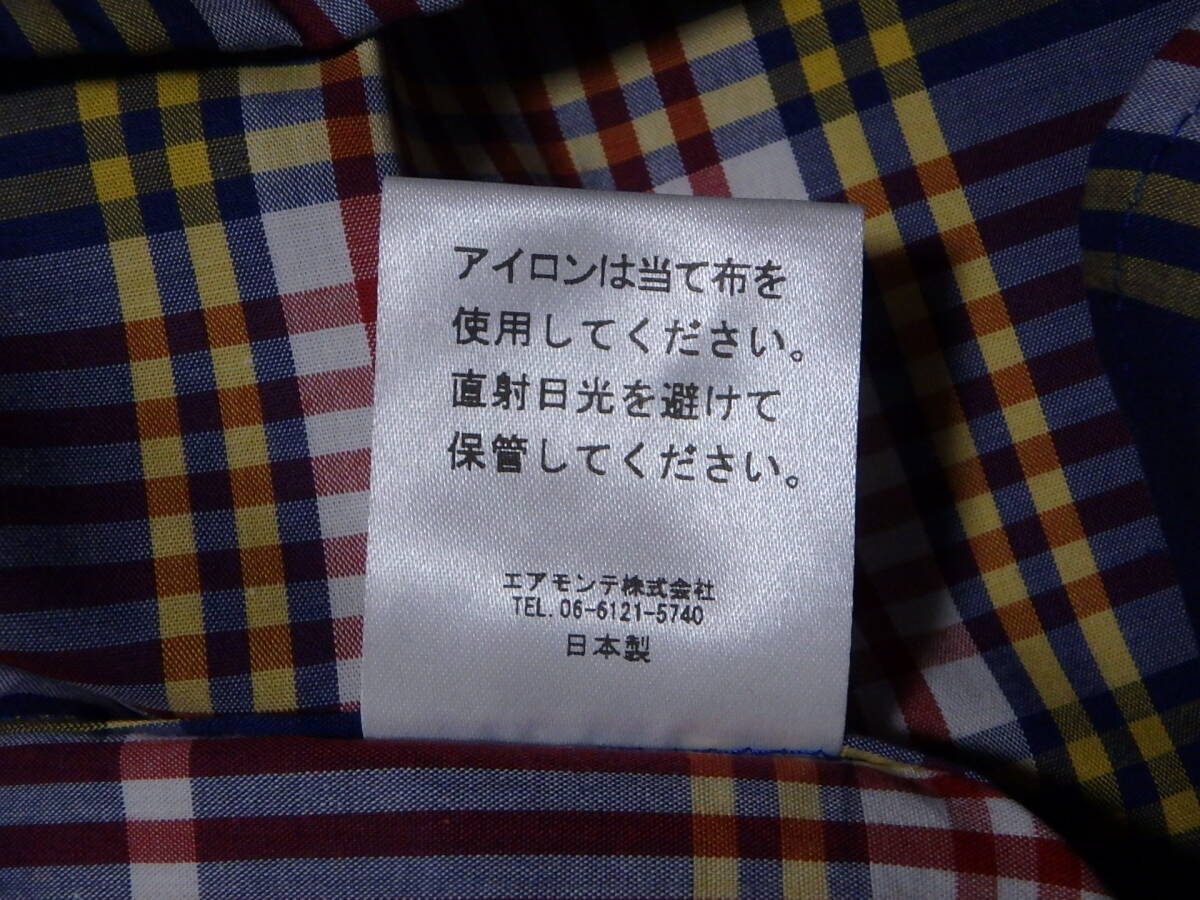 アイロンは当て布を
使用してください。
直射日光を避けて
保管してください。
エアモンテ株式会社
TEL.06-6121-5740
日本製